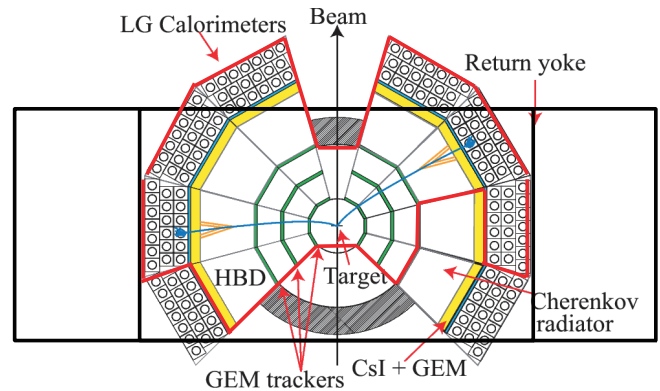 Beam
LG Calorimeters
Return yoke
HBD
Target
Cherenkov
radiator
GEM trackers
CsI + GEM